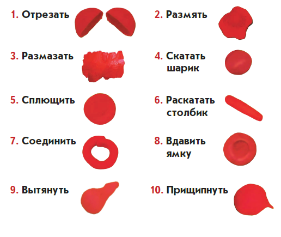 1. Отрезать
2. Размять
3. Размазать
4. Скатать
шарик
5. Сплющить
6. Раскатать
столбик
7. Соединить
8. Вдавить
ямку
9. Вытянуть
10. Прищипнуть